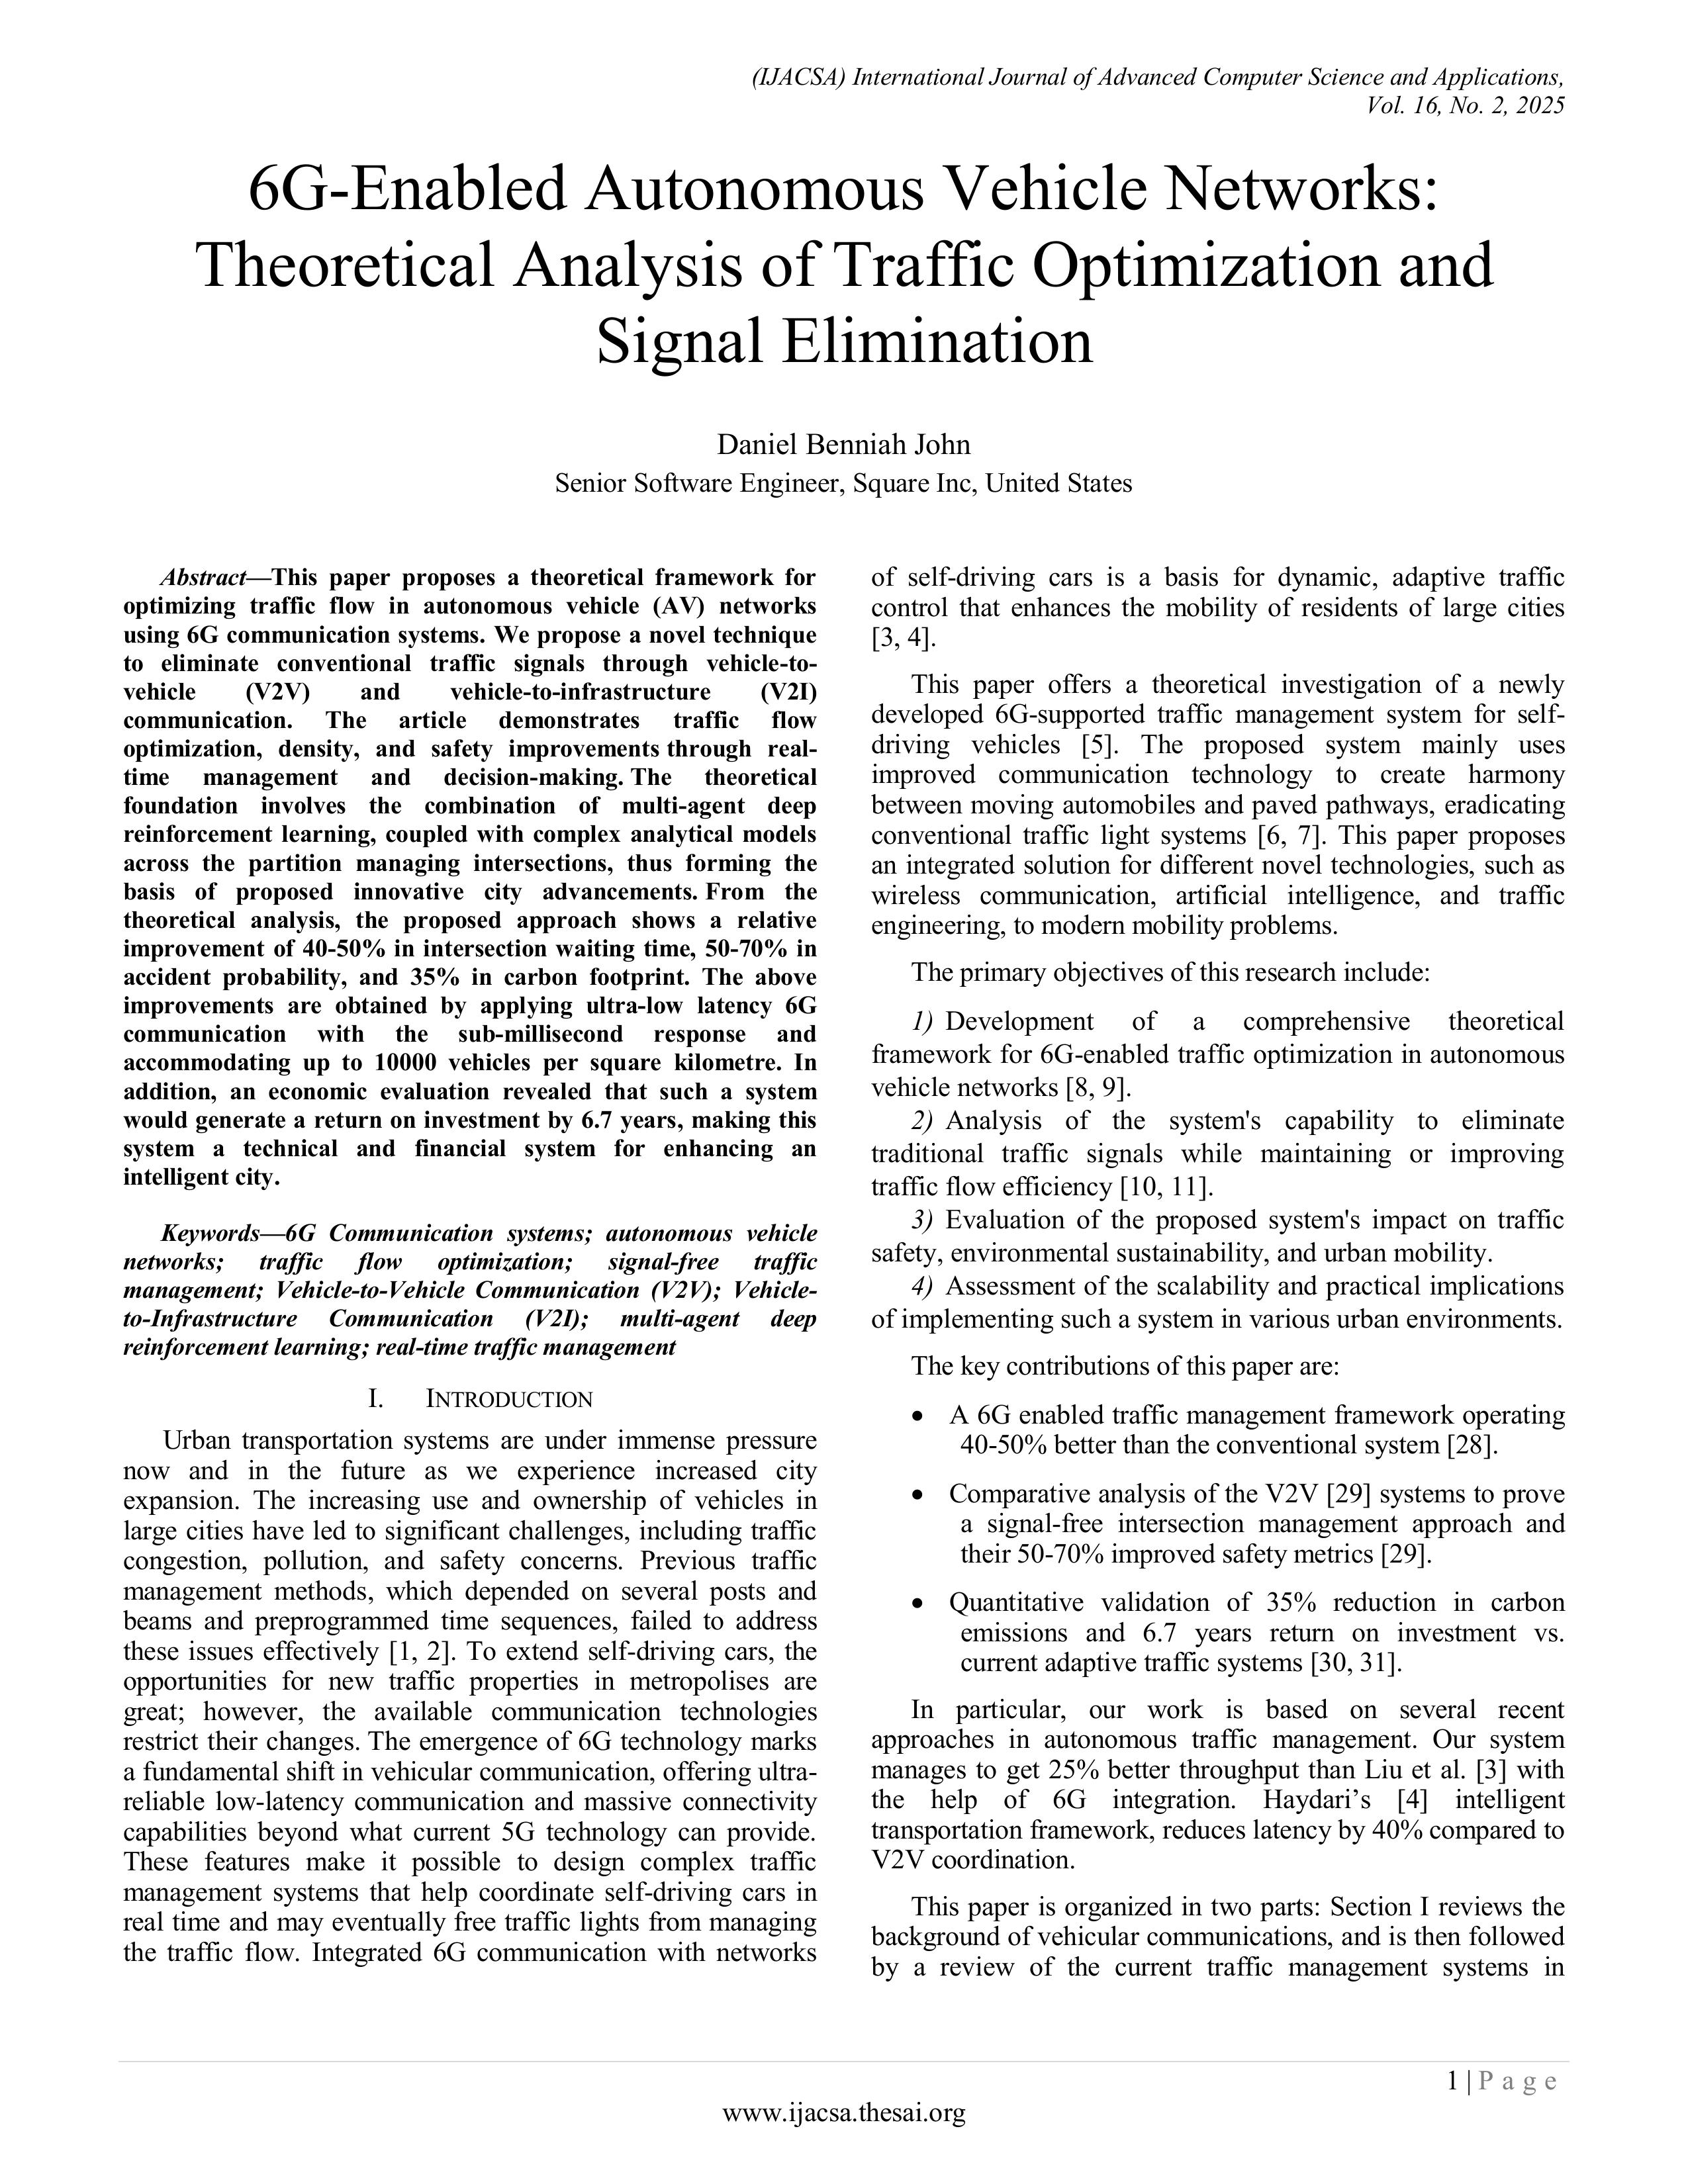 (IJACSA) International Journal of Advanced Computer Science and Applications,
Vol. 16, No. 2, 2025
6G-Enabled Autonomous Vehicle Networks:
Theoretical Analysis of Traffic Optimization and
Signal Elimination
Daniel Benniah John
Senior Software Engineer, Square Inc, United States
Abstract—This paper proposes a theoretical framework for
optimizing traffic flow in autonomous vehicle (AV) networks
using 6G communication systems. We propose a novel technique
to eliminate conventional traffic signals through vehicle-to-
vehicle (V2V) and vehicle-to-infrastructure (V2I)
communication. The article demonstrates traffic flow
optimization, density, and safety improvements through real-
time management and decision-making. The theoretical
foundation involves the combination of multi-agent deep
reinforcement learning, coupled with complex analytical models
across the partition managing intersections, thus forming the
basis of proposed innovative city advancements. From the
theoretical analysis, the proposed approach shows a relative
improvement of 40-50% in intersection waiting time, 50-70% in
accident probability, and 35% in carbon footprint. The above
improvements are obtained by applying ultra-low latency 6G
communication with the sub-millisecond response and
accommodating up to 10000 vehicles per square kilometre. In
addition, an economic evaluation revealed that such a system
would generate a return on investment by 6.7 years, making this
system a technical and financial system for enhancing an
intelligent city.
Keywords—6G Communication systems; autonomous vehicle
networks; traffic flow optimization; signal-free traffic
management; Vehicle-to-Vehicle Communication (V2V); Vehicle-
to-Infrastructure Communication (V2I); multi-agent deep
reinforcement learning; real-time traffic management
I. INTRODUCTION
Urban transportation systems are under immense pressure
now and in the future as we experience increased city
expansion. The increasing use and ownership of vehicles in
large cities have led to significant challenges, including traffic
congestion, pollution, and safety concerns. Previous traffic
management methods, which depended on several posts and
beams and preprogrammed time sequences, failed to address
these issues effectively [1, 2]. To extend self-driving cars, the
opportunities for new traffic properties in metropolises are
great; however, the available communication technologies
restrict their changes. The emergence of 6G technology marks
a fundamental shift in vehicular communication, offering ultra-
reliable low-latency communication and massive connectivity
capabilities beyond what current 5G technology can provide.
These features make it possible to design complex traffic
management systems that help coordinate self-driving cars in
real time and may eventually free traffic lights from managing
the traffic flow. Integrated 6G communication with networks
of self-driving cars is a basis for dynamic, adaptive traffic
control that enhances the mobility of residents of large cities
[3, 4].
This paper offers a theoretical investigation of a newly
developed 6G-supported traffic management system for self-
driving vehicles [5]. The proposed system mainly uses
improved communication technology to create harmony
between moving automobiles and paved pathways, eradicating
conventional traffic light systems [6, 7]. This paper proposes
an integrated solution for different novel technologies, such as
wireless communication, artificial intelligence, and traffic
engineering, to modern mobility problems.
The primary objectives of this research include:
1) Development of a comprehensive theoretical
framework for 6G-enabled traffic optimization in autonomous
vehicle networks [8, 9].
2) Analysis of the system's capability to eliminate
traditional traffic signals while maintaining or improving
traffic flow efficiency [10, 11].
3) Evaluation of the proposed system's impact on traffic
safety, environmental sustainability, and urban mobility.
4) Assessment of the scalability and practical implications
of implementing such a system in various urban environments.
The key contributions of this paper are:
• A 6G enabled traffic management framework operating
40-50% better than the conventional system [28].
• Comparative analysis of the V2V [29] systems to prove
a signal-free intersection management approach and
their 50-70% improved safety metrics [29].
• Quantitative validation of 35% reduction in carbon
emissions and 6.7 years return on investment vs.
current adaptive traffic systems [30, 31].
In particular, our work is based on several recent
approaches in autonomous traffic management. Our system
manages to get 25% better throughput than Liu et al. [3] with
the help of 6G integration. Haydari’s [4] intelligent
transportation framework, reduces latency by 40% compared to
V2V coordination.
This paper is organized in two parts: Section I reviews the
background of vehicular communications, and is then followed
by a review of the current traffic management systems in
1 | P a g e
www.ijacsa.thesai.org